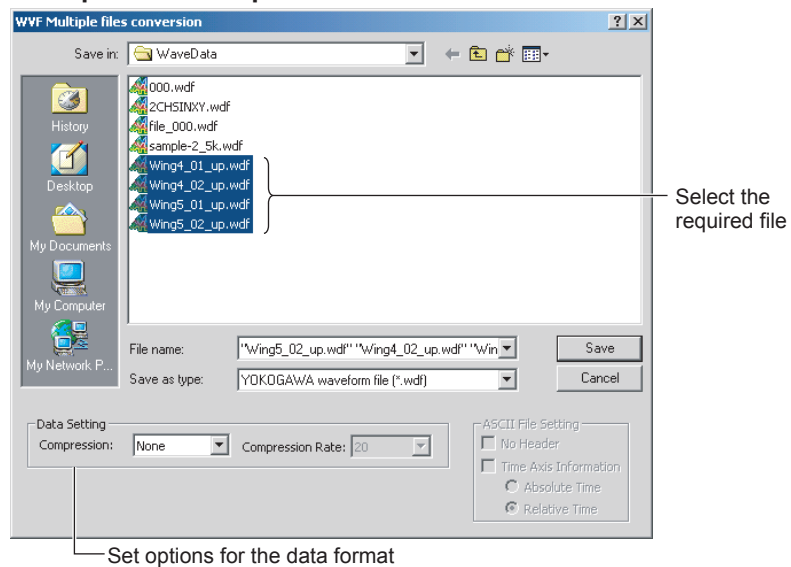 WVF Multiple files conversion
Save in:
WaveData
History
Desktop
My Documents
My Computer
My Network P...
000.wdf
2CHSINXY.wdf
file_000.wdf
sample-2_5k.wdf
Wing4_01_up.wdf
Wing4_02_up.wdf
Wing5_01_up.wdf
Wing5_02_up.wdf
Select the
required file
File name:
"Wing5_02_up.wdf" "Wing4_02_up.wdf" "Win
Save
Save as type:
YOKOGAWA waveform file (*.wdf)
Cancel
Data Setting
Compression:
None
Compression Rate:
20
ASCII File Setting
No Header
Time Axis Information
Absolute Time
Relative Time
Set options for the data format